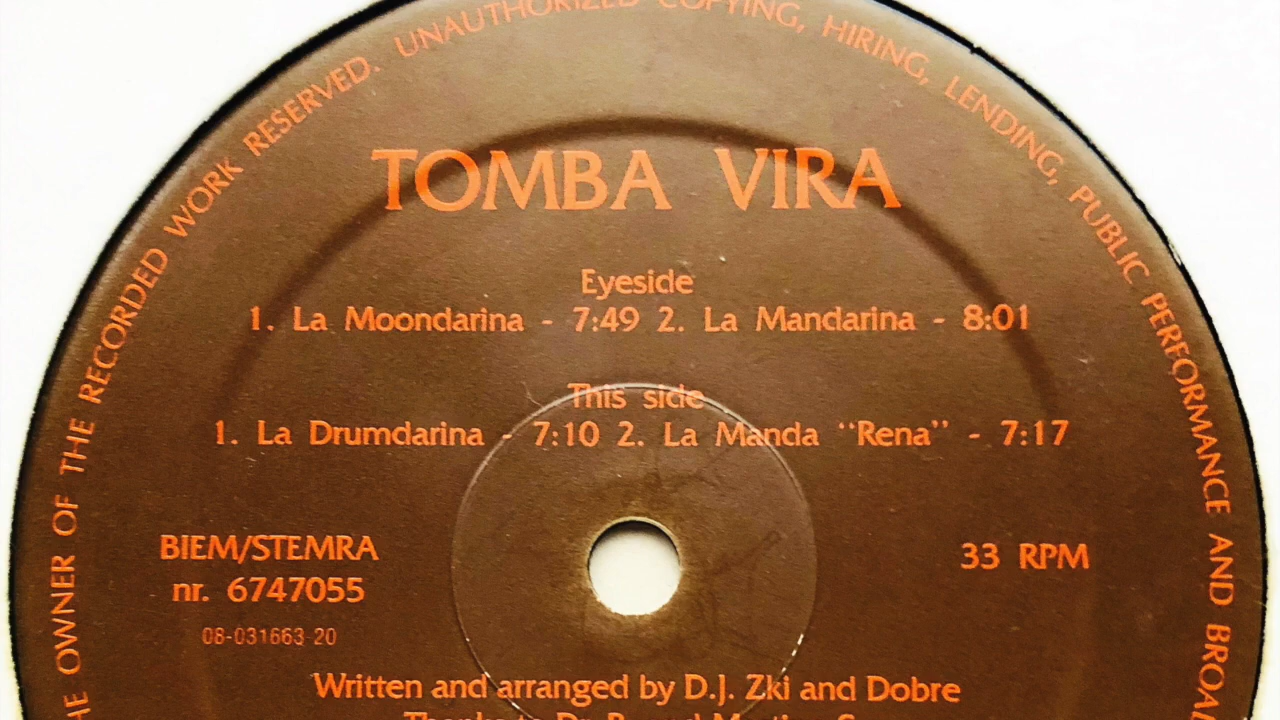 THE OWNER OF THE RECORDED WORK RESERVED. UNAUTHORIZED COPYING, HIRING, LENDING, PUBLIC PERFORMANCE AND
TOMBA VIRA
Eyeside
1. La Moondarina - 7:49 2. La Mandarina - 8:01
This side
1. La Drumdarina - 7:10 2. La Manda “Rena” - 7:17
BIEM/STEMRA
33 RPM
nr. 6747055
08-031663-20
Written and arranged by D.J. Zki and Dobre